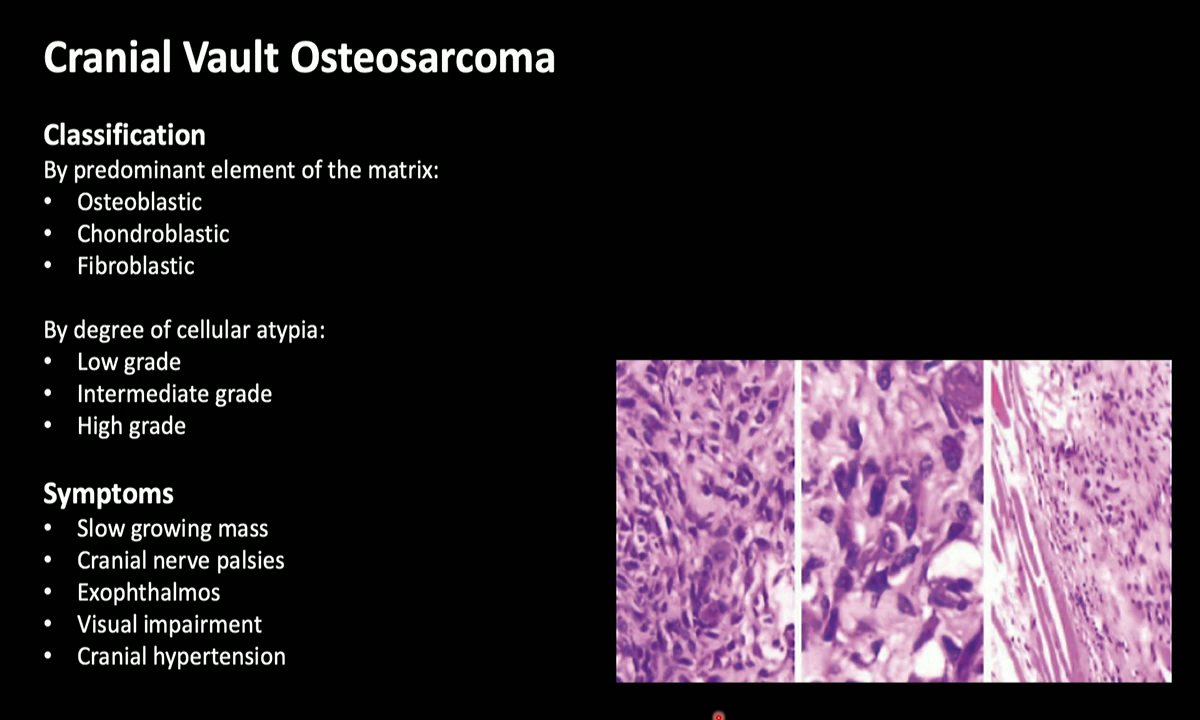 Cranial Vault Osteosarcoma
Classification
By predominant element of the matrix:
• Osteoblastic
• Chondroblastic
• Fibroblastic
By degree of cellular atypia:
• Low grade
• Intermediate grade
• High grade
Symptoms
• Slow growing mass
• Cranial nerve palsies
• Exophthalmos
• Visual impairment
• Cranial hypertension